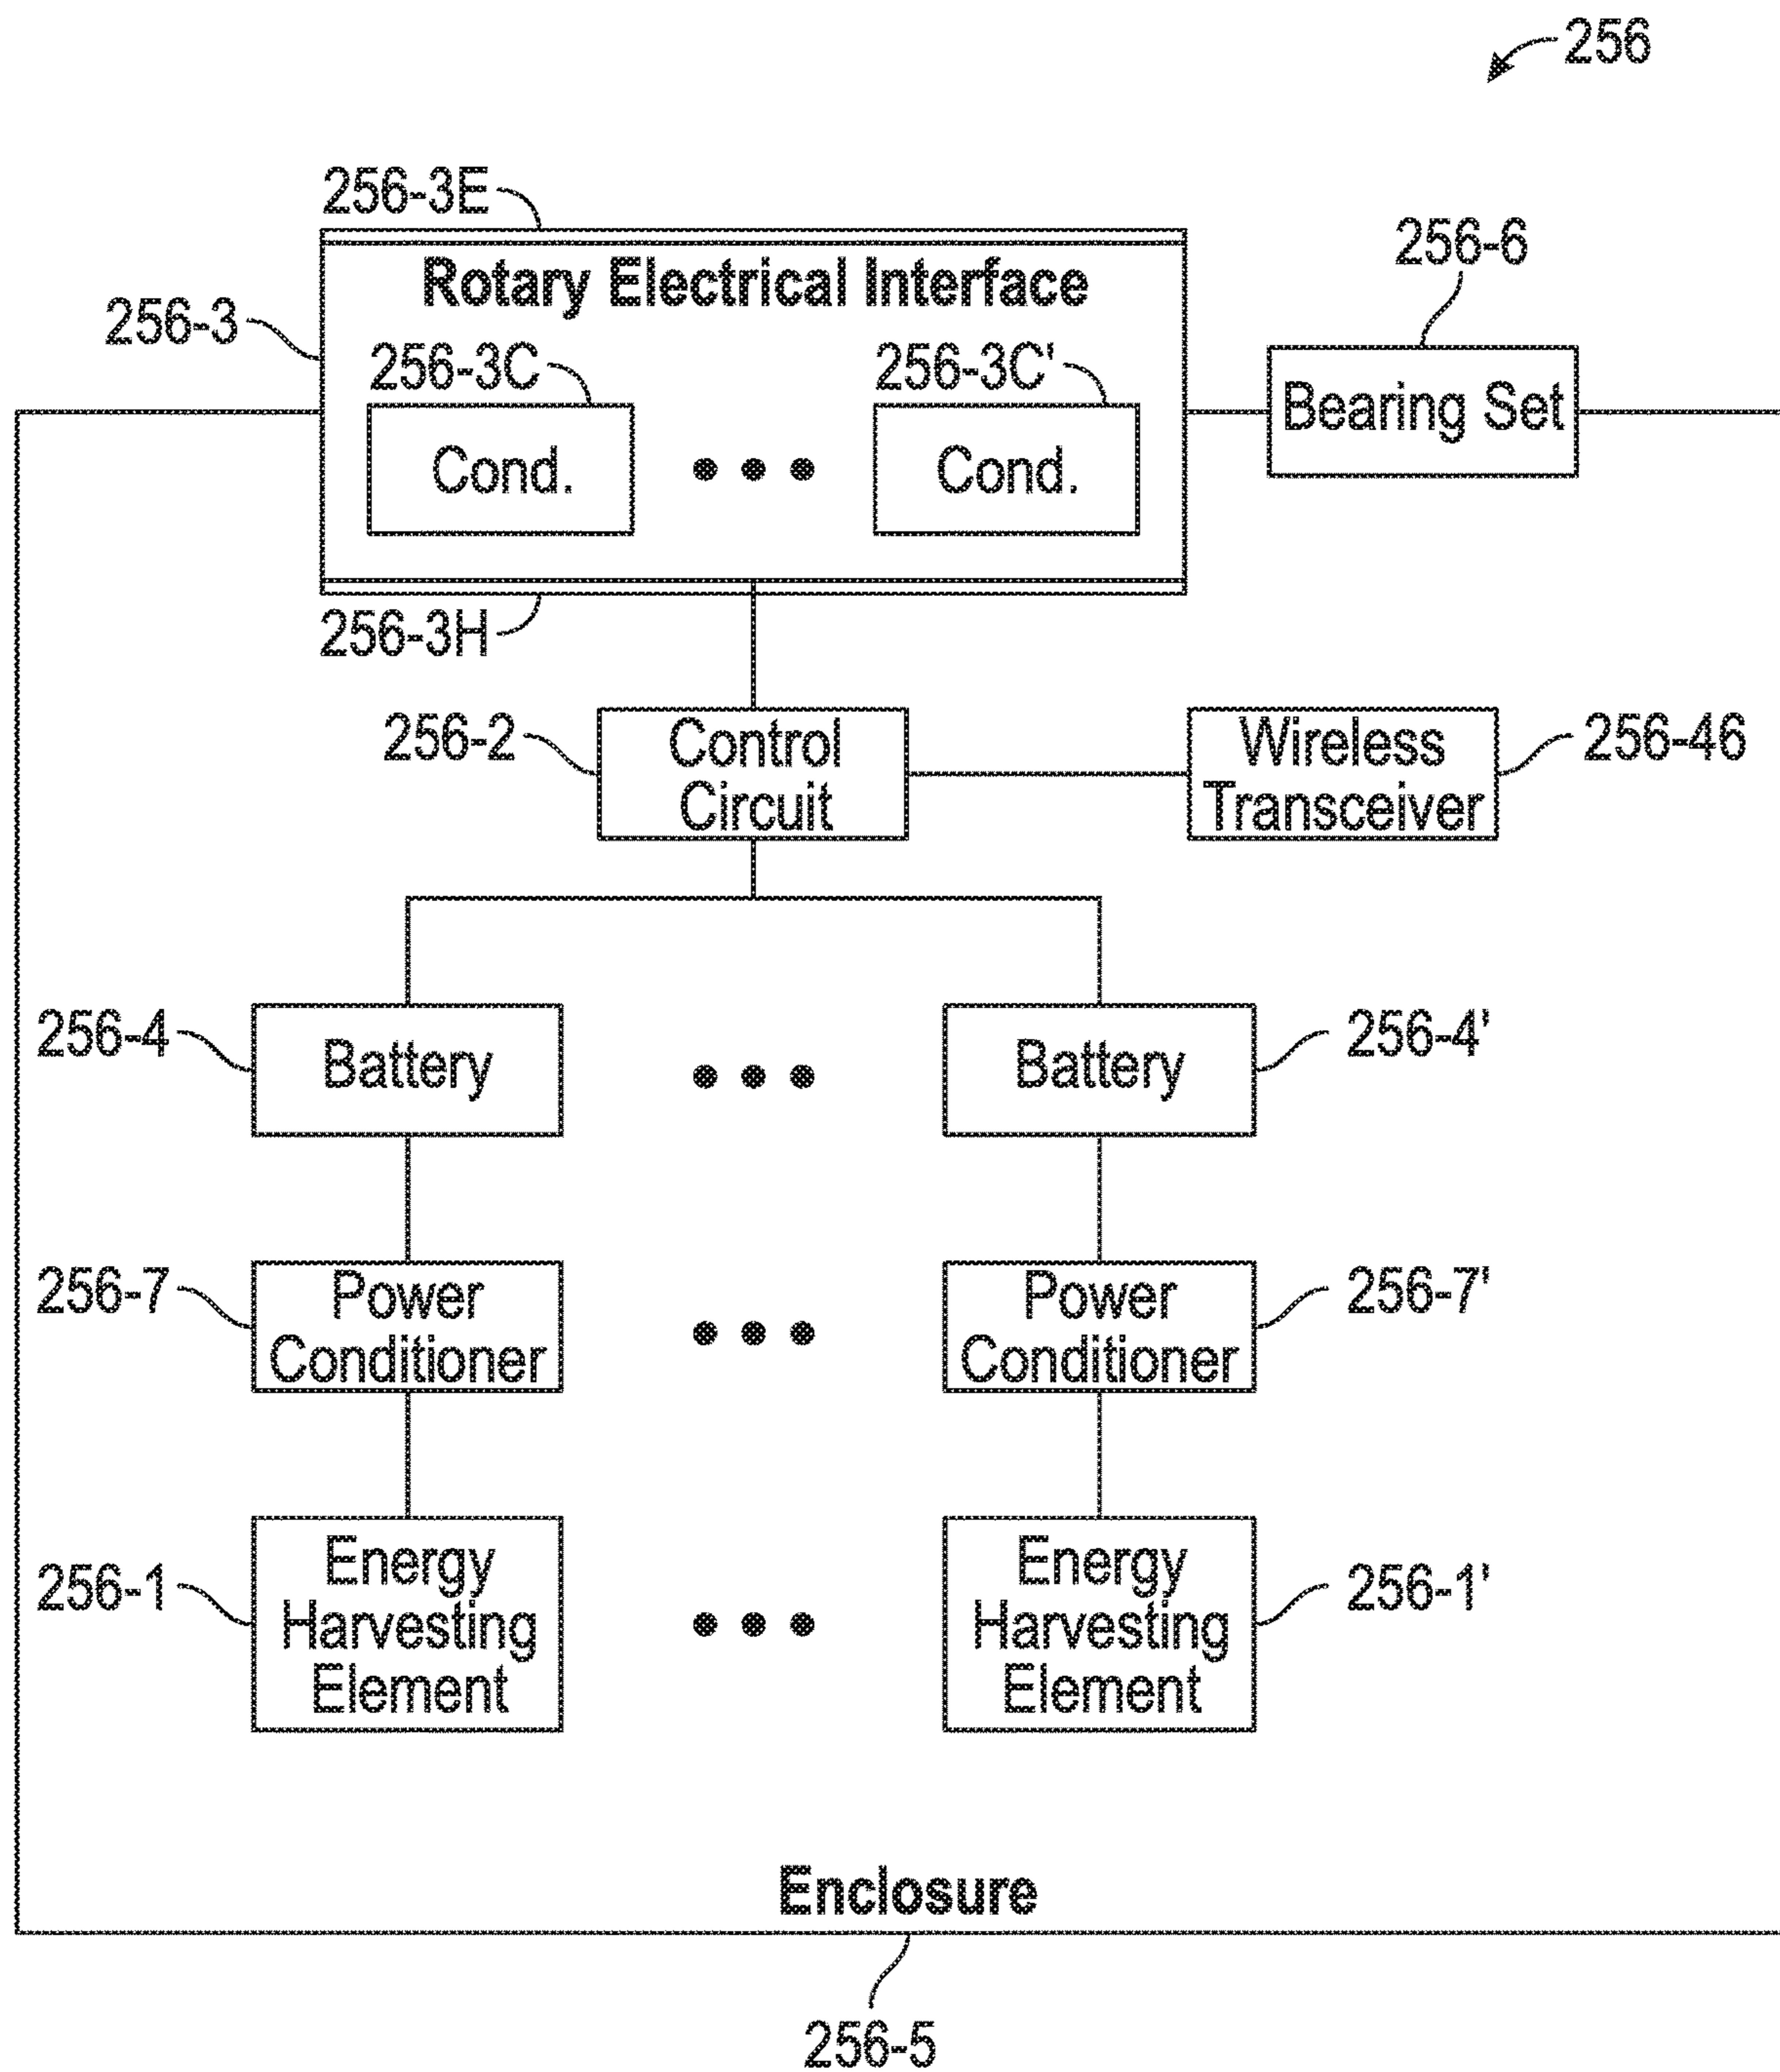 256
256-3E
Rotary Electrical Interface
256-6
256-3
256-3C
256-3C'
Bearing Set
Cond.
Cond.
256-3H
256-2
Control
Circuit
Wireless
Transceiver
256-46
256-4
Battery
Battery
256-4'
256-7
Power
Conditioner
Power
Conditioner
256-7'
256-1
Energy
Harvesting
Element
Energy
Harvesting
Element
256-1'
Enclosure
256-5